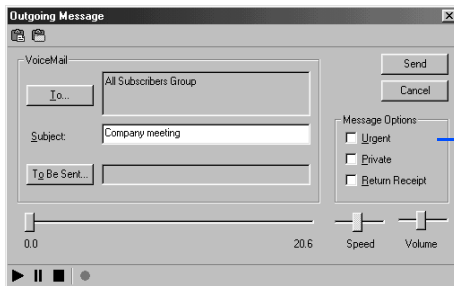 Outgoing Message
VoiceMail
To...
All Subscribers Group
Send
Cancel
Subject:
Company meeting
Message Options
Urgent
Private
Return Receipt
To Be Sent...
0.0
20.6
Speed
Volume